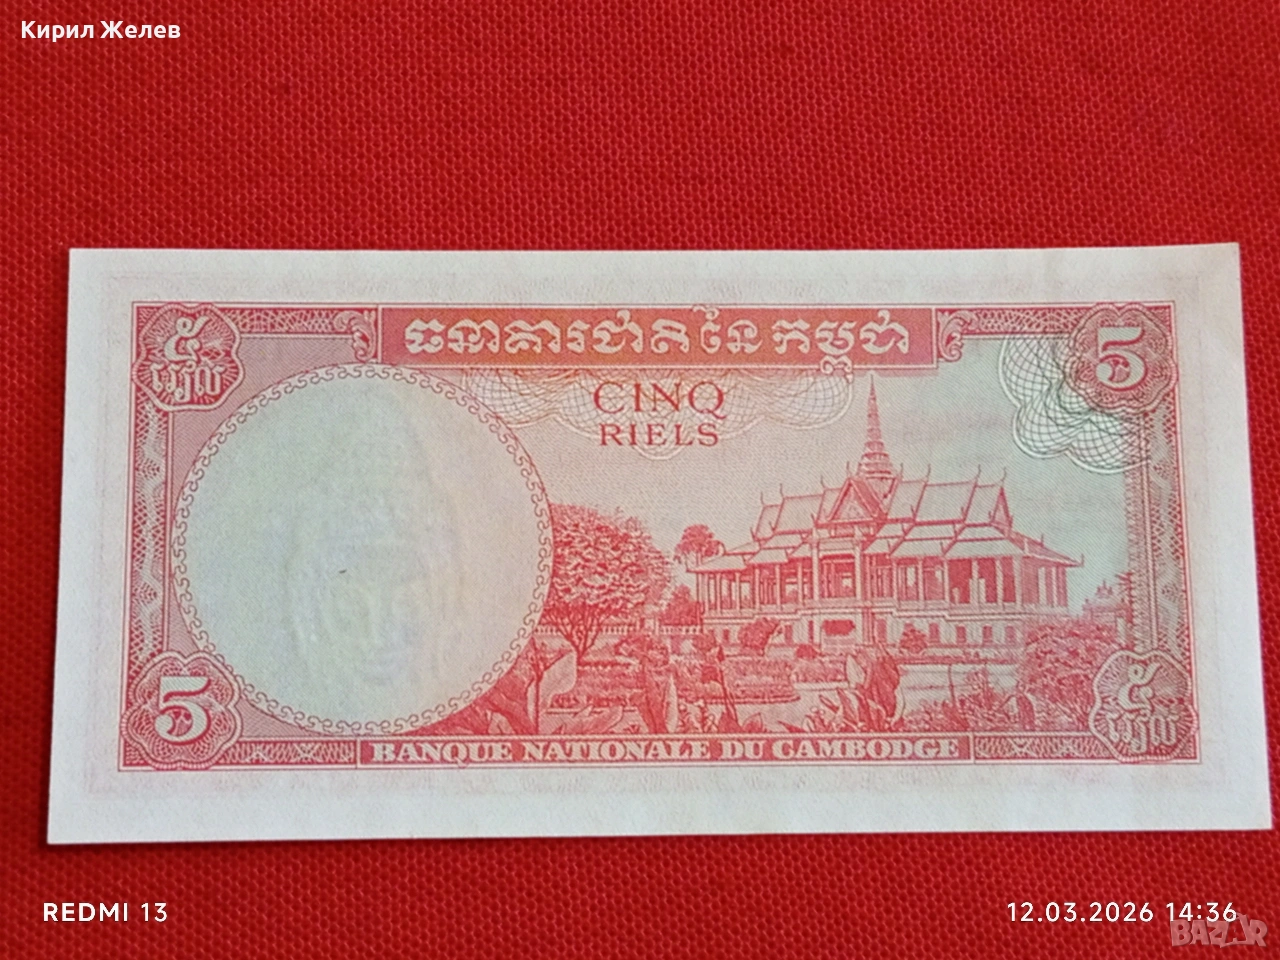 Кирил Желев
៥
រៀល
ធនាគារជាតិនៃកម្ពុជា
5
CINQ
RIELS
5
BANQUE NATIONALE DU CAMBODGE
៥
រៀល
REDMI 13
12.03.2026 14:36
BAZAR